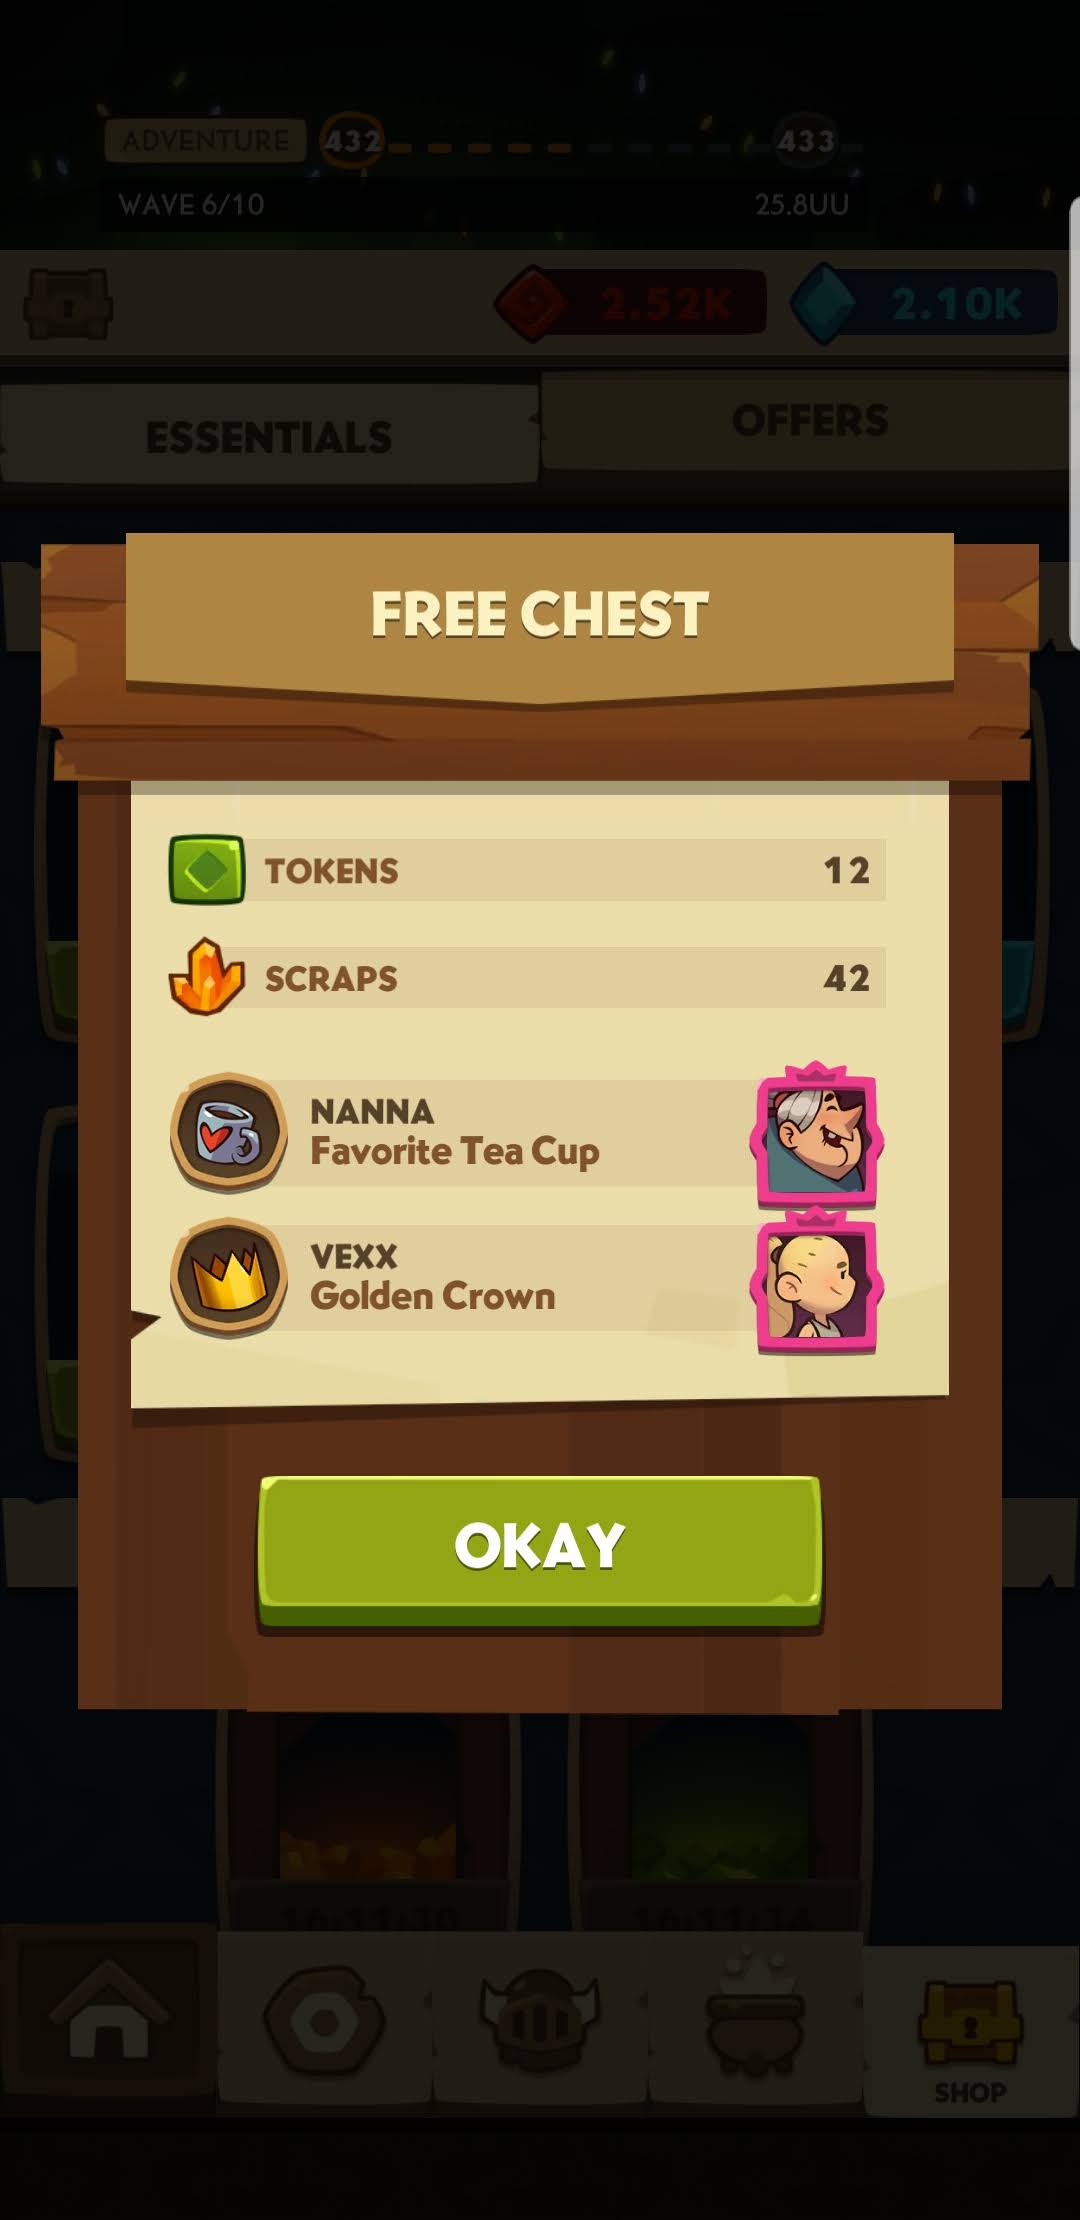 ADVENTURE 432 433
WAVE 6/10 25.8UU
2.52K 2.10K
ESSENTIALS OFFERS
FREE CHEST
TOKENS 12
SCRAPS 42
NANNA
Favorite Tea Cup
VEXX
Golden Crown
OKAY
SHOP